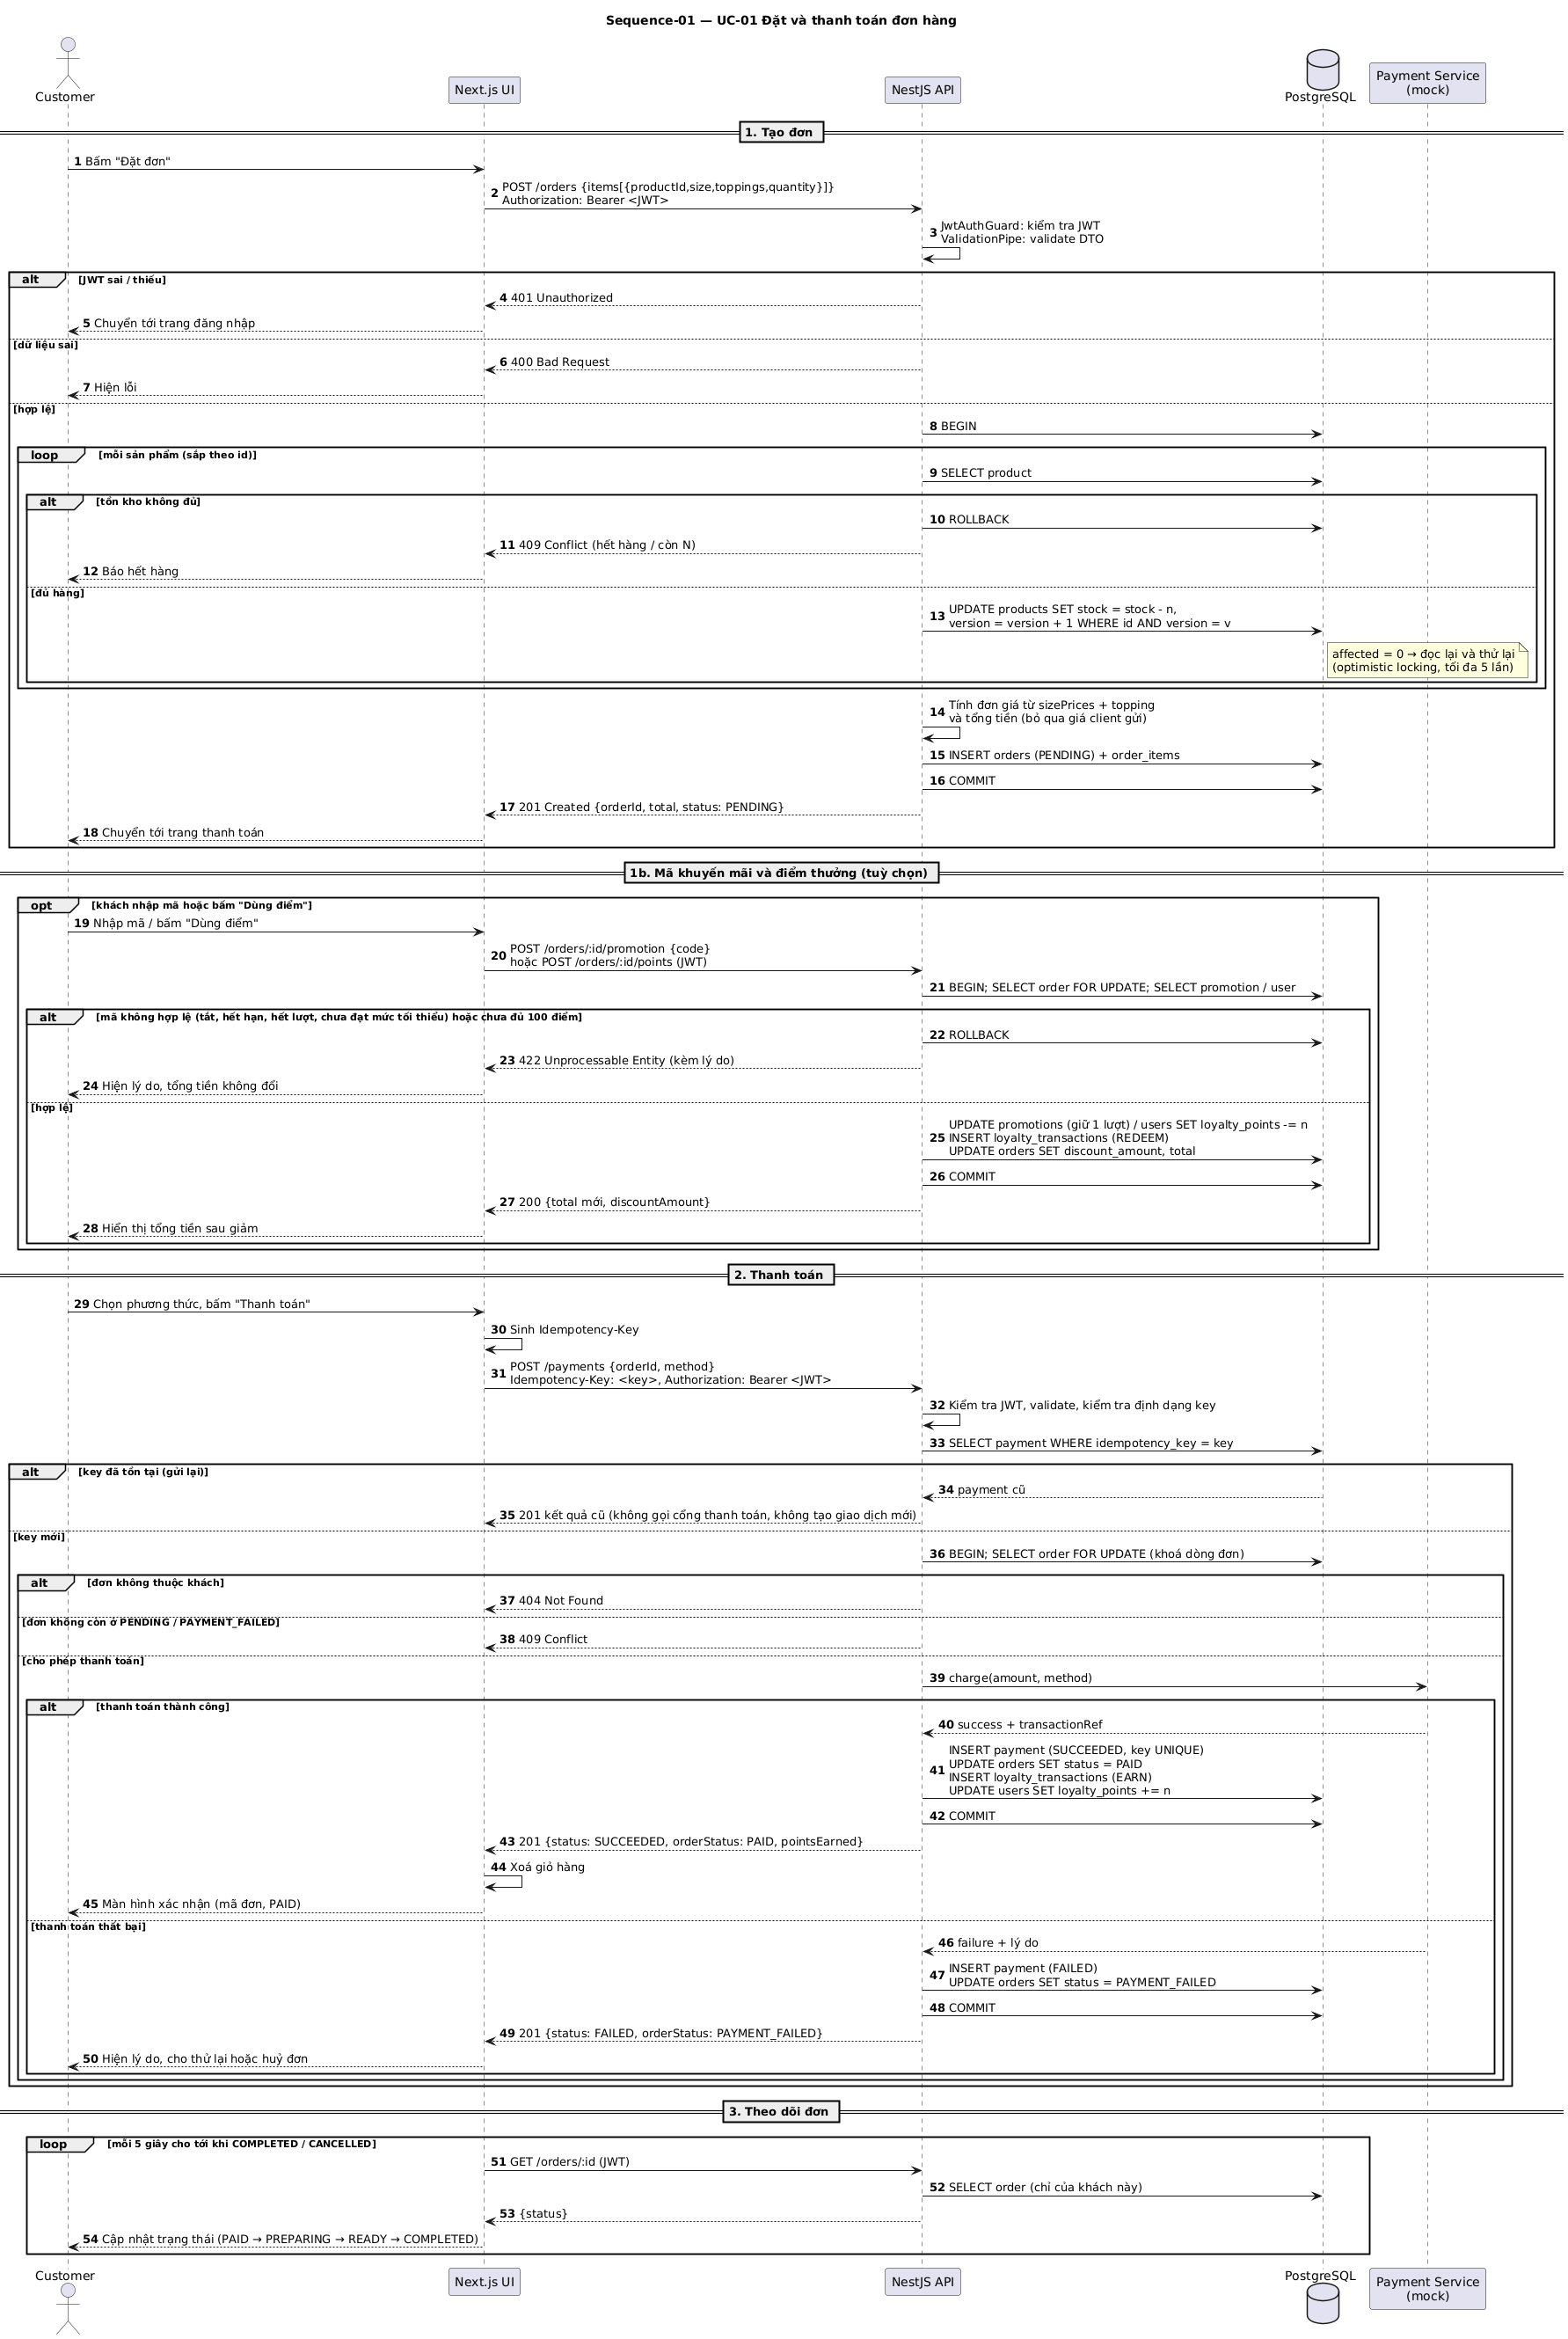 Sequence-01 — UC-01 Đặt và thanh toán đơn hàng
Customer
Next.js UI
NestJS API
PostgreSQL
Payment Service
(mock)
1. Tạo đơn
1 Bấm "Đặt đơn"
2 POST /orders {items[{productId,size,toppings,quantity}]}
Authorization: Bearer <JWT>
3 JwtAuthGuard: kiểm tra JWT
ValidationPipe: validate DTO
alt [JWT sai / thiếu]
4 401 Unauthorized
5 Chuyển tới trang đăng nhập
[dữ liệu sai]
6 400 Bad Request
7 Hiện lỗi
[hợp lệ]
8 BEGIN
loop [mỗi sản phẩm (sắp theo id)]
9 SELECT product
alt [tồn kho không đủ]
10 ROLLBACK
11 409 Conflict (hết hàng / còn N)
12 Báo hết hàng
[đủ hàng]
13 UPDATE products SET stock = stock - n,
version = version + 1 WHERE id AND version = v
affected = 0 → đọc lại và thử lại
(optimistic locking, tối đa 5 lần)
14 Tính đơn giá từ sizePrices + topping
và tổng tiền (bỏ qua giá client gửi)
15 INSERT orders (PENDING) + order_items
16 COMMIT
17 201 Created {orderId, total, status: PENDING}
18 Chuyển tới trang thanh toán
1b. Mã khuyến mãi và điểm thưởng (tuỳ chọn)
opt [khách nhập mã hoặc bấm "Dùng điểm"]
19 Nhập mã / bấm "Dùng điểm"
20 POST /orders/:id/promotion {code}
hoặc POST /orders/:id/points (JWT)
21 BEGIN; SELECT order FOR UPDATE; SELECT promotion / user
alt [mã không hợp lệ (tắt, hết hạn, hết lượt, chưa đạt mức tối thiểu) hoặc chưa đủ 100 điểm]
22 ROLLBACK
23 422 Unprocessable Entity (kèm lý do)
24 Hiện lý do, tổng tiền không đổi
[hợp lệ]
25 UPDATE promotions (giữ 1 lượt) / users SET loyalty_points -= n
INSERT loyalty_transactions (REDEEM)
UPDATE orders SET discount_amount, total
26 COMMIT
27 200 {total mới, discountAmount}
28 Hiển thị tổng tiền sau giảm
2. Thanh toán
29 Chọn phương thức, bấm "Thanh toán"
30 Sinh Idempotency-Key
31 POST /payments {orderId, method}
Idempotency-Key: <key>, Authorization: Bearer <JWT>
32 Kiểm tra JWT, validate, kiểm tra định dạng key
33 SELECT payment WHERE idempotency_key = key
alt [key đã tồn tại (gửi lại)]
34 payment cũ
35 201 kết quả cũ (không gọi cổng thanh toán, không tạo giao dịch mới)
[key mới]
36 BEGIN; SELECT order FOR UPDATE (khoá dòng đơn)
alt [đơn không thuộc khách]
37 404 Not Found
[đơn không còn ở PENDING / PAYMENT_FAILED]
38 409 Conflict
[cho phép thanh toán]
39 charge(amount, method)
alt [thanh toán thành công]
40 success + transactionRef
41 INSERT payment (SUCCEEDED, key UNIQUE)
UPDATE orders SET status = PAID
INSERT loyalty_transactions (EARN)
UPDATE users SET loyalty_points += n
42 COMMIT
43 201 {status: SUCCEEDED, orderStatus: PAID, pointsEarned}
44 Xoá giỏ hàng
45 Màn hình xác nhận (mã đơn, PAID)
[thanh toán thất bại]
46 failure + lý do
47 INSERT payment (FAILED)
UPDATE orders SET status = PAYMENT_FAILED
48 COMMIT
49 201 {status: FAILED, orderStatus: PAYMENT_FAILED}
50 Hiện lý do, cho thử lại hoặc huỷ đơn
3. Theo dõi đơn
loop [mỗi 5 giây cho tới khi COMPLETED / CANCELLED]
51 GET /orders/:id (JWT)
52 SELECT order (chỉ của khách này)
53 {status}
54 Cập nhật trạng thái (PAID → PREPARING → READY → COMPLETED)
Customer
Next.js UI
NestJS API
PostgreSQL
Payment Service
(mock)